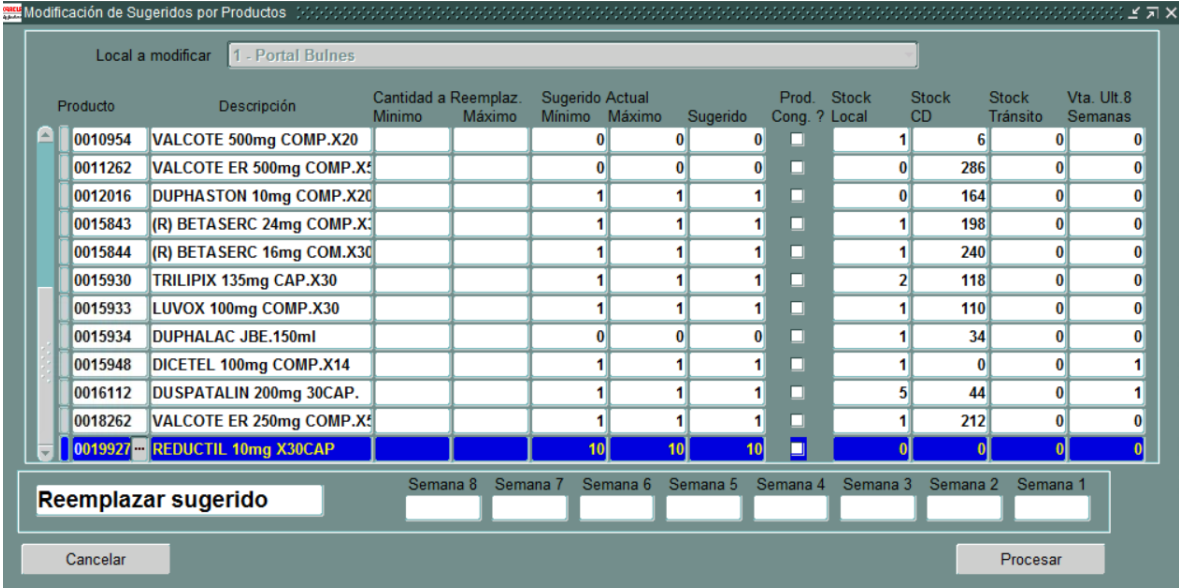 Modificación de Sugeridos por Productos
Local a modificar 1 - Portal Bulnes
Cantidad a Reemplaz. Sugerido Actual Prod. Stock Stock Stock Vta. Ult.8
Producto Descripción Minimo Máximo Mínimo Máximo Sugerido Cong. ? Local CD Tránsito Semanas
0010954 VALCOTE 500mg COMP.X20 0 0 0 1 6 0 0
0011262 VALCOTE ER 500mg COMP.X5 0 0 0 0 286 0 0
0012016 DUPHASTON 10mg COMP.X20 1 1 1 0 164 0 0
0015843 (R) BETASERC 24mg COMP.X3 1 1 1 1 198 0 0
0015844 (R) BETASERC 16mg COM.X30 1 1 1 1 240 0 0
0015930 TRILIPIX 135mg CAP.X30 1 1 1 2 118 0 0
0015933 LUVOX 100mg COMP.X30 1 1 1 1 110 0 0
0015934 DUPHALAC JBE.150ml 0 0 0 1 34 0 0
0015948 DICETEL 100mg COMP.X14 1 1 1 1 0 0 1
0016112 DUSPATALIN 200mg 30CAP. 1 1 1 5 44 0 1
0018262 VALCOTE ER 250mg COMP.X5 1 1 1 1 212 0 0
0019927 ... REDUCTIL 10mg X30CAP 10 10 10 0 0 0 0
Semana 8 Semana 7 Semana 6 Semana 5 Semana 4 Semana 3 Semana 2 Semana 1
Reemplazar sugerido
Cancelar Procesar